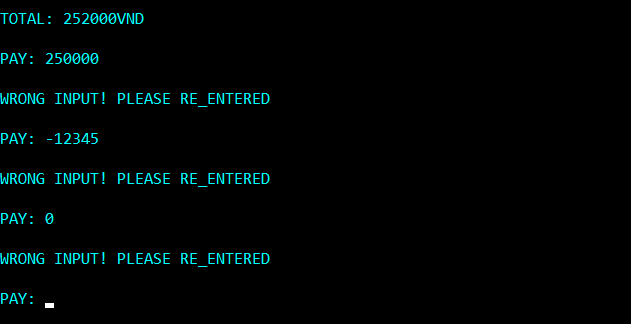 TOTAL: 252000VND
PAY: 250000
WRONG INPUT! PLEASE RE_ENTERED
PAY: -12345
WRONG INPUT! PLEASE RE_ENTERED
PAY: 0
WRONG INPUT! PLEASE RE_ENTERED
PAY: